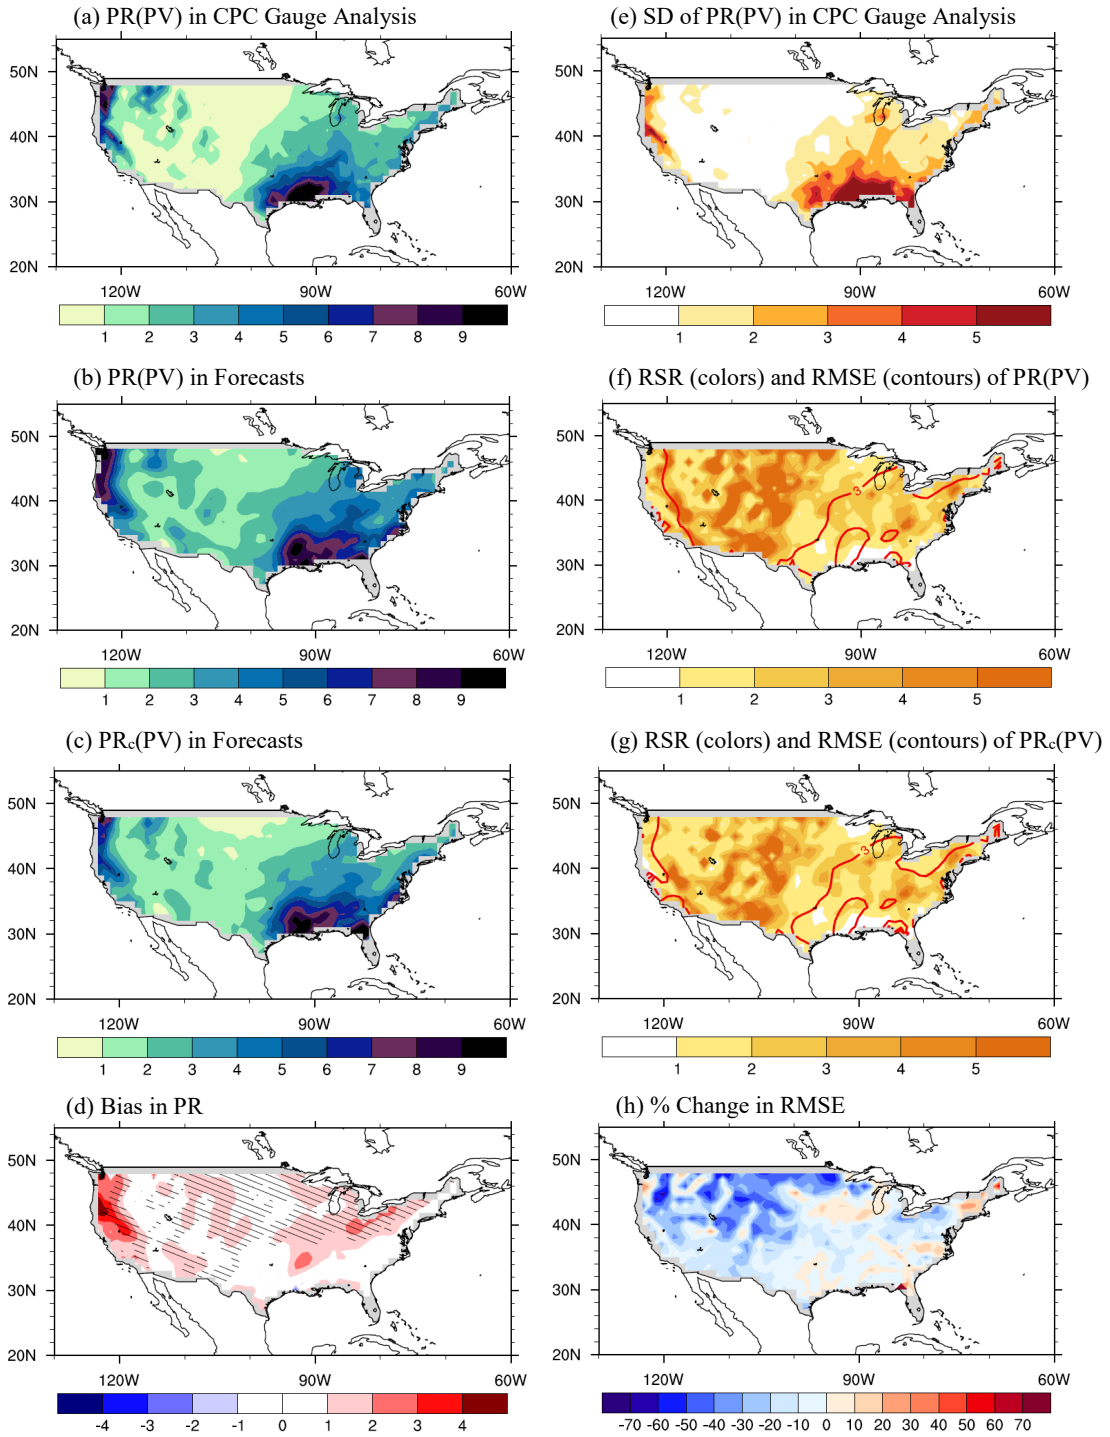 (a) PR(PV) in CPC Gauge Analysis
50N
40N
30N
20N
120W 90W 60W
1 2 3 4 5 6 7 8 9
(e) SD of PR(PV) in CPC Gauge Analysis
50N
40N
30N
20N
120W 90W 60W
1 2 3 4 5
(b) PR(PV) in Forecasts
50N
40N
30N
20N
120W 90W 60W
1 2 3 4 5 6 7 8 9
(f) RSR (colors) and RMSE (contours) of PR(PV)
50N
40N
30N
20N
3
120W 90W 60W
1 2 3 4 5
(c) PRc(PV) in Forecasts
50N
40N
30N
20N
120W 90W 60W
1 2 3 4 5 6 7 8 9
(g) RSR (colors) and RMSE (contours) of PRc(PV)
50N
40N
30N
20N
3
120W 90W 60W
1 2 3 4 5
(d) Bias in PR
50N
40N
30N
20N
120W 90W 60W
-4 -3 -2 -1 0 1 2 3 4
(h) % Change in RMSE
50N
40N
30N
20N
120W 90W 60W
-70 -60 -50 -40 -30 -20 -10 0 10 20 30 40 50 60 70